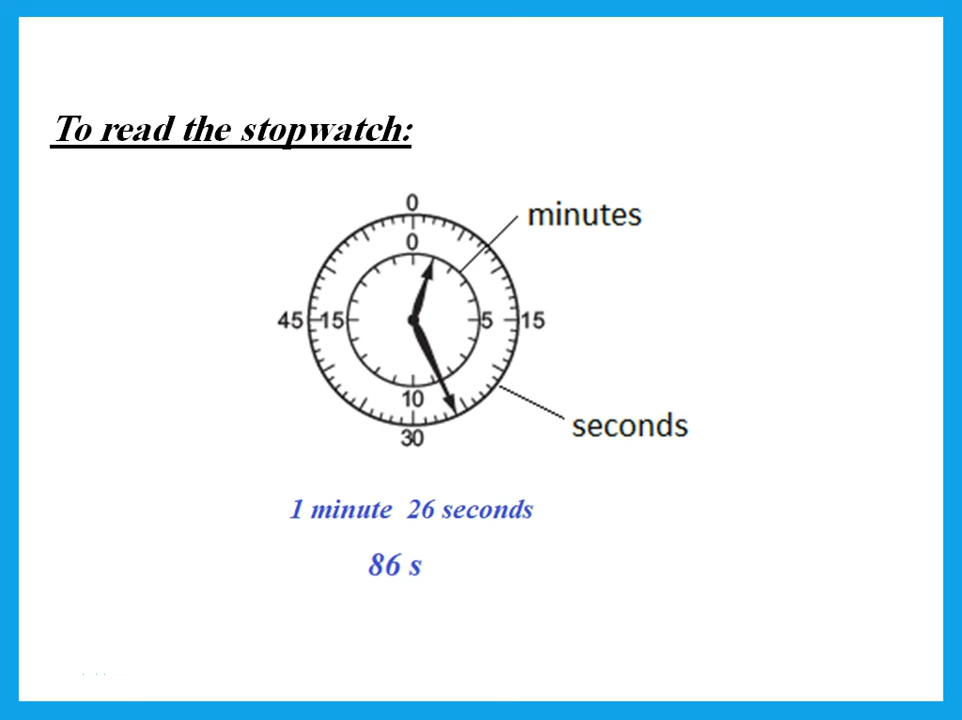 To read the stopwatch:
0
minutes
0
45 15 5 15
10
30
seconds
1 minute 26 seconds
86 s